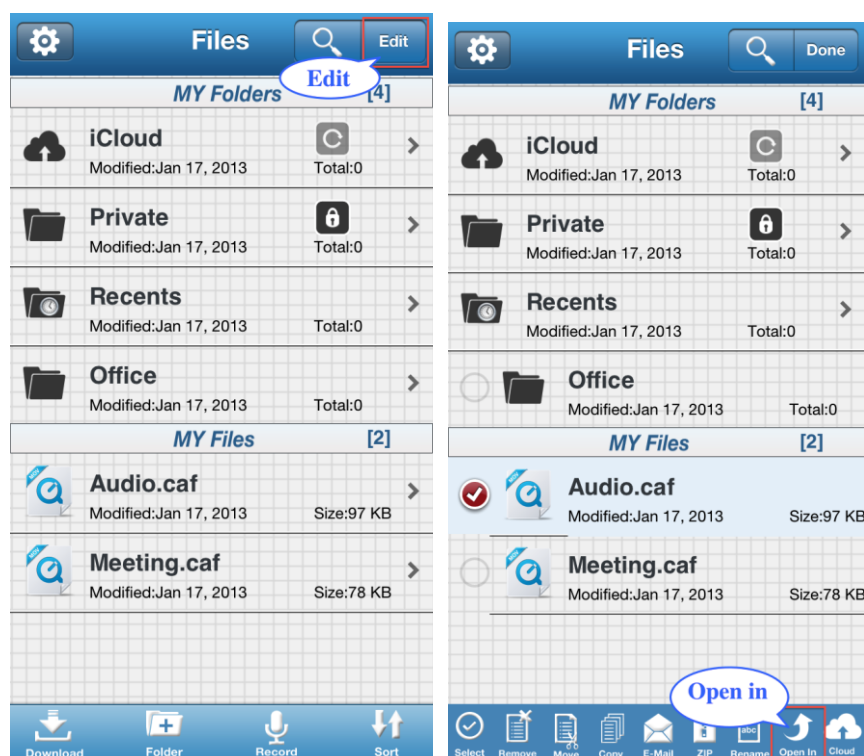 Files
Edit
Edit
MY Folders [4]
iCloud
Modified:Jan 17, 2013 Total:0
Private
Modified:Jan 17, 2013 Total:0
Recents
Modified:Jan 17, 2013 Total:0
Office
Modified:Jan 17, 2013 Total:0
MY Files [2]
MOV
Audio.caf
Modified:Jan 17, 2013 Size:97 KB
MOV
Meeting.caf
Modified:Jan 17, 2013 Size:78 KB
Download Folder Record Sort
Files
Done
MY Folders [4]
iCloud
Modified:Jan 17, 2013 Total:0
Private
Modified:Jan 17, 2013 Total:0
Recents
Modified:Jan 17, 2013 Total:0
Office
Modified:Jan 17, 2013 Total:0
MY Files [2]
MOV
Audio.caf
Modified:Jan 17, 2013 Size:97 KB
MOV
Meeting.caf
Modified:Jan 17, 2013 Size:78 KB
Open in
abc
Select Remove Move Copy E-Mail ZIP Rename Open In Cloud